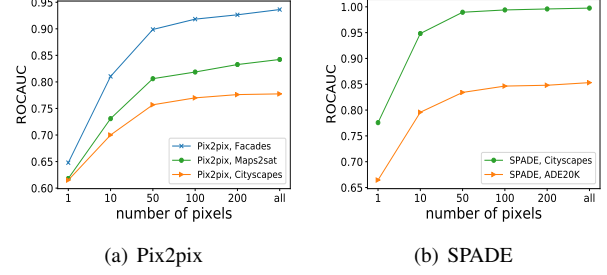 0.95
0.90
0.85
0.80
0.75
0.70
0.65
0.60
ROCAUC
1 10 50 100 200 all
number of pixels
Pix2pix, Facades
Pix2pix, Maps2sat
Pix2pix, Cityscapes
(a) Pix2pix
1.00
0.95
0.90
0.85
0.80
0.75
0.70
0.65
ROCAUC
1 10 50 100 200 all
number of pixels
SPADE, Cityscapes
SPADE, ADE20K
(b) SPADE